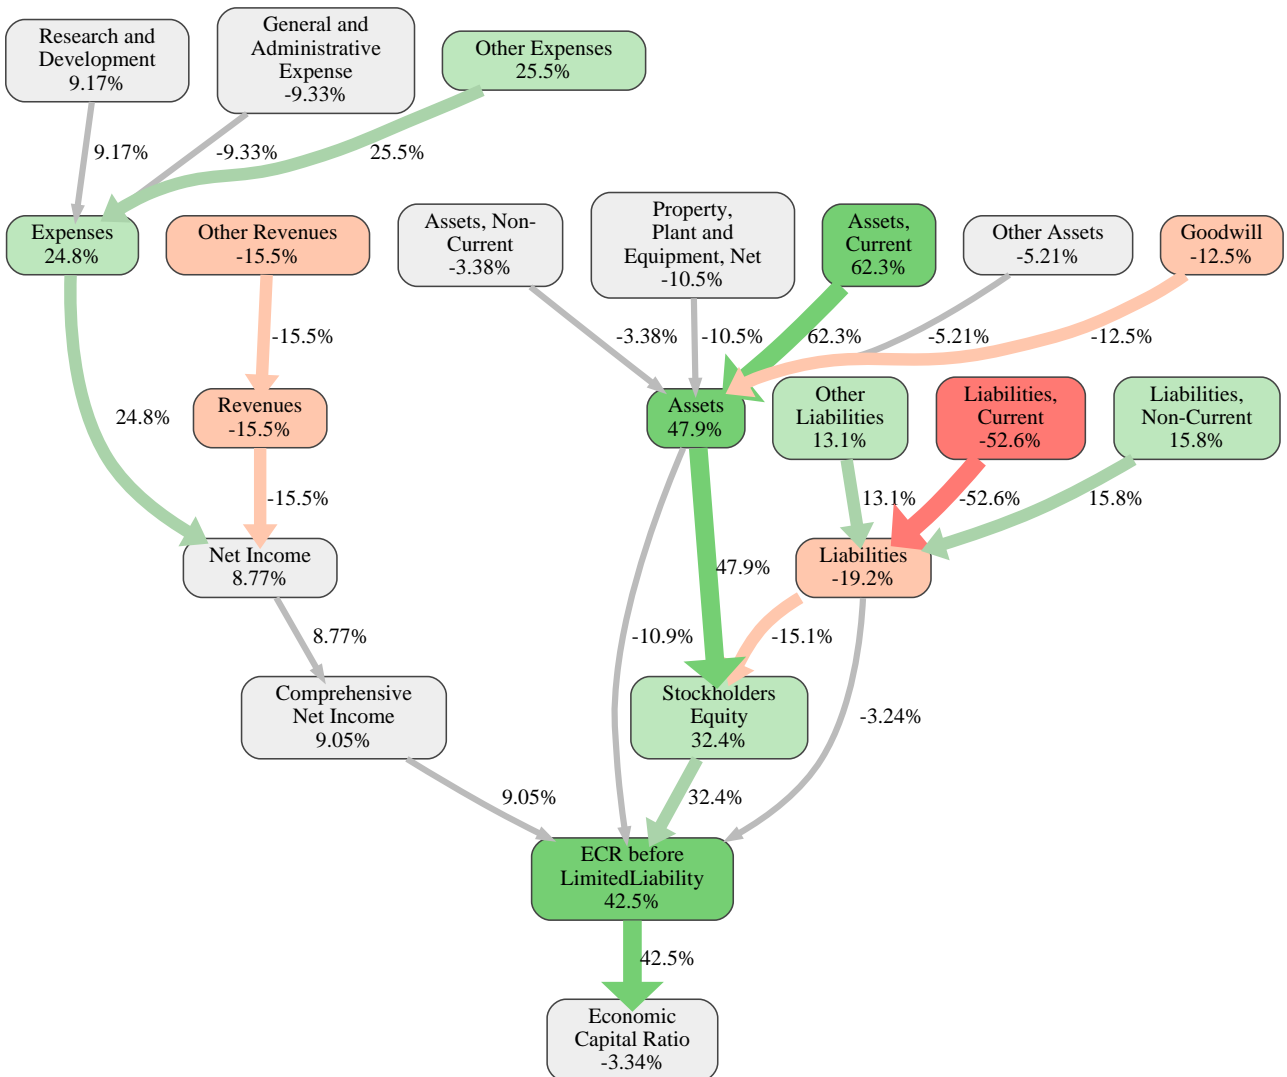 Research and
Development
9.17%
General and
Administrative
Expense
-9.33%
Other Expenses
25.5%
9.17%
-9.33%
25.5%
Expenses
24.8%
Other Revenues
-15.5%
Assets, Non-
Current
-3.38%
Property,
Plant and
Equipment, Net
-10.5%
Assets,
Current
62.3%
Other Assets
-5.21%
Goodwill
-12.5%
-15.5%
-3.38%
-10.5%
62.3%
-5.21%
-12.5%
24.8%
Revenues
-15.5%
Assets
47.9%
Other
Liabilities
13.1%
Liabilities,
Current
-52.6%
Liabilities,
Non-Current
15.8%
-15.5%
13.1%
-52.6%
15.8%
Net Income
8.77%
47.9%
Liabilities
-19.2%
8.77%
-10.9%
-15.1%
Comprehensive
Net Income
9.05%
Stockholders
Equity
32.4%
-3.24%
9.05%
32.4%
ECR before
LimitedLiability
42.5%
42.5%
Economic
Capital Ratio
-3.34%